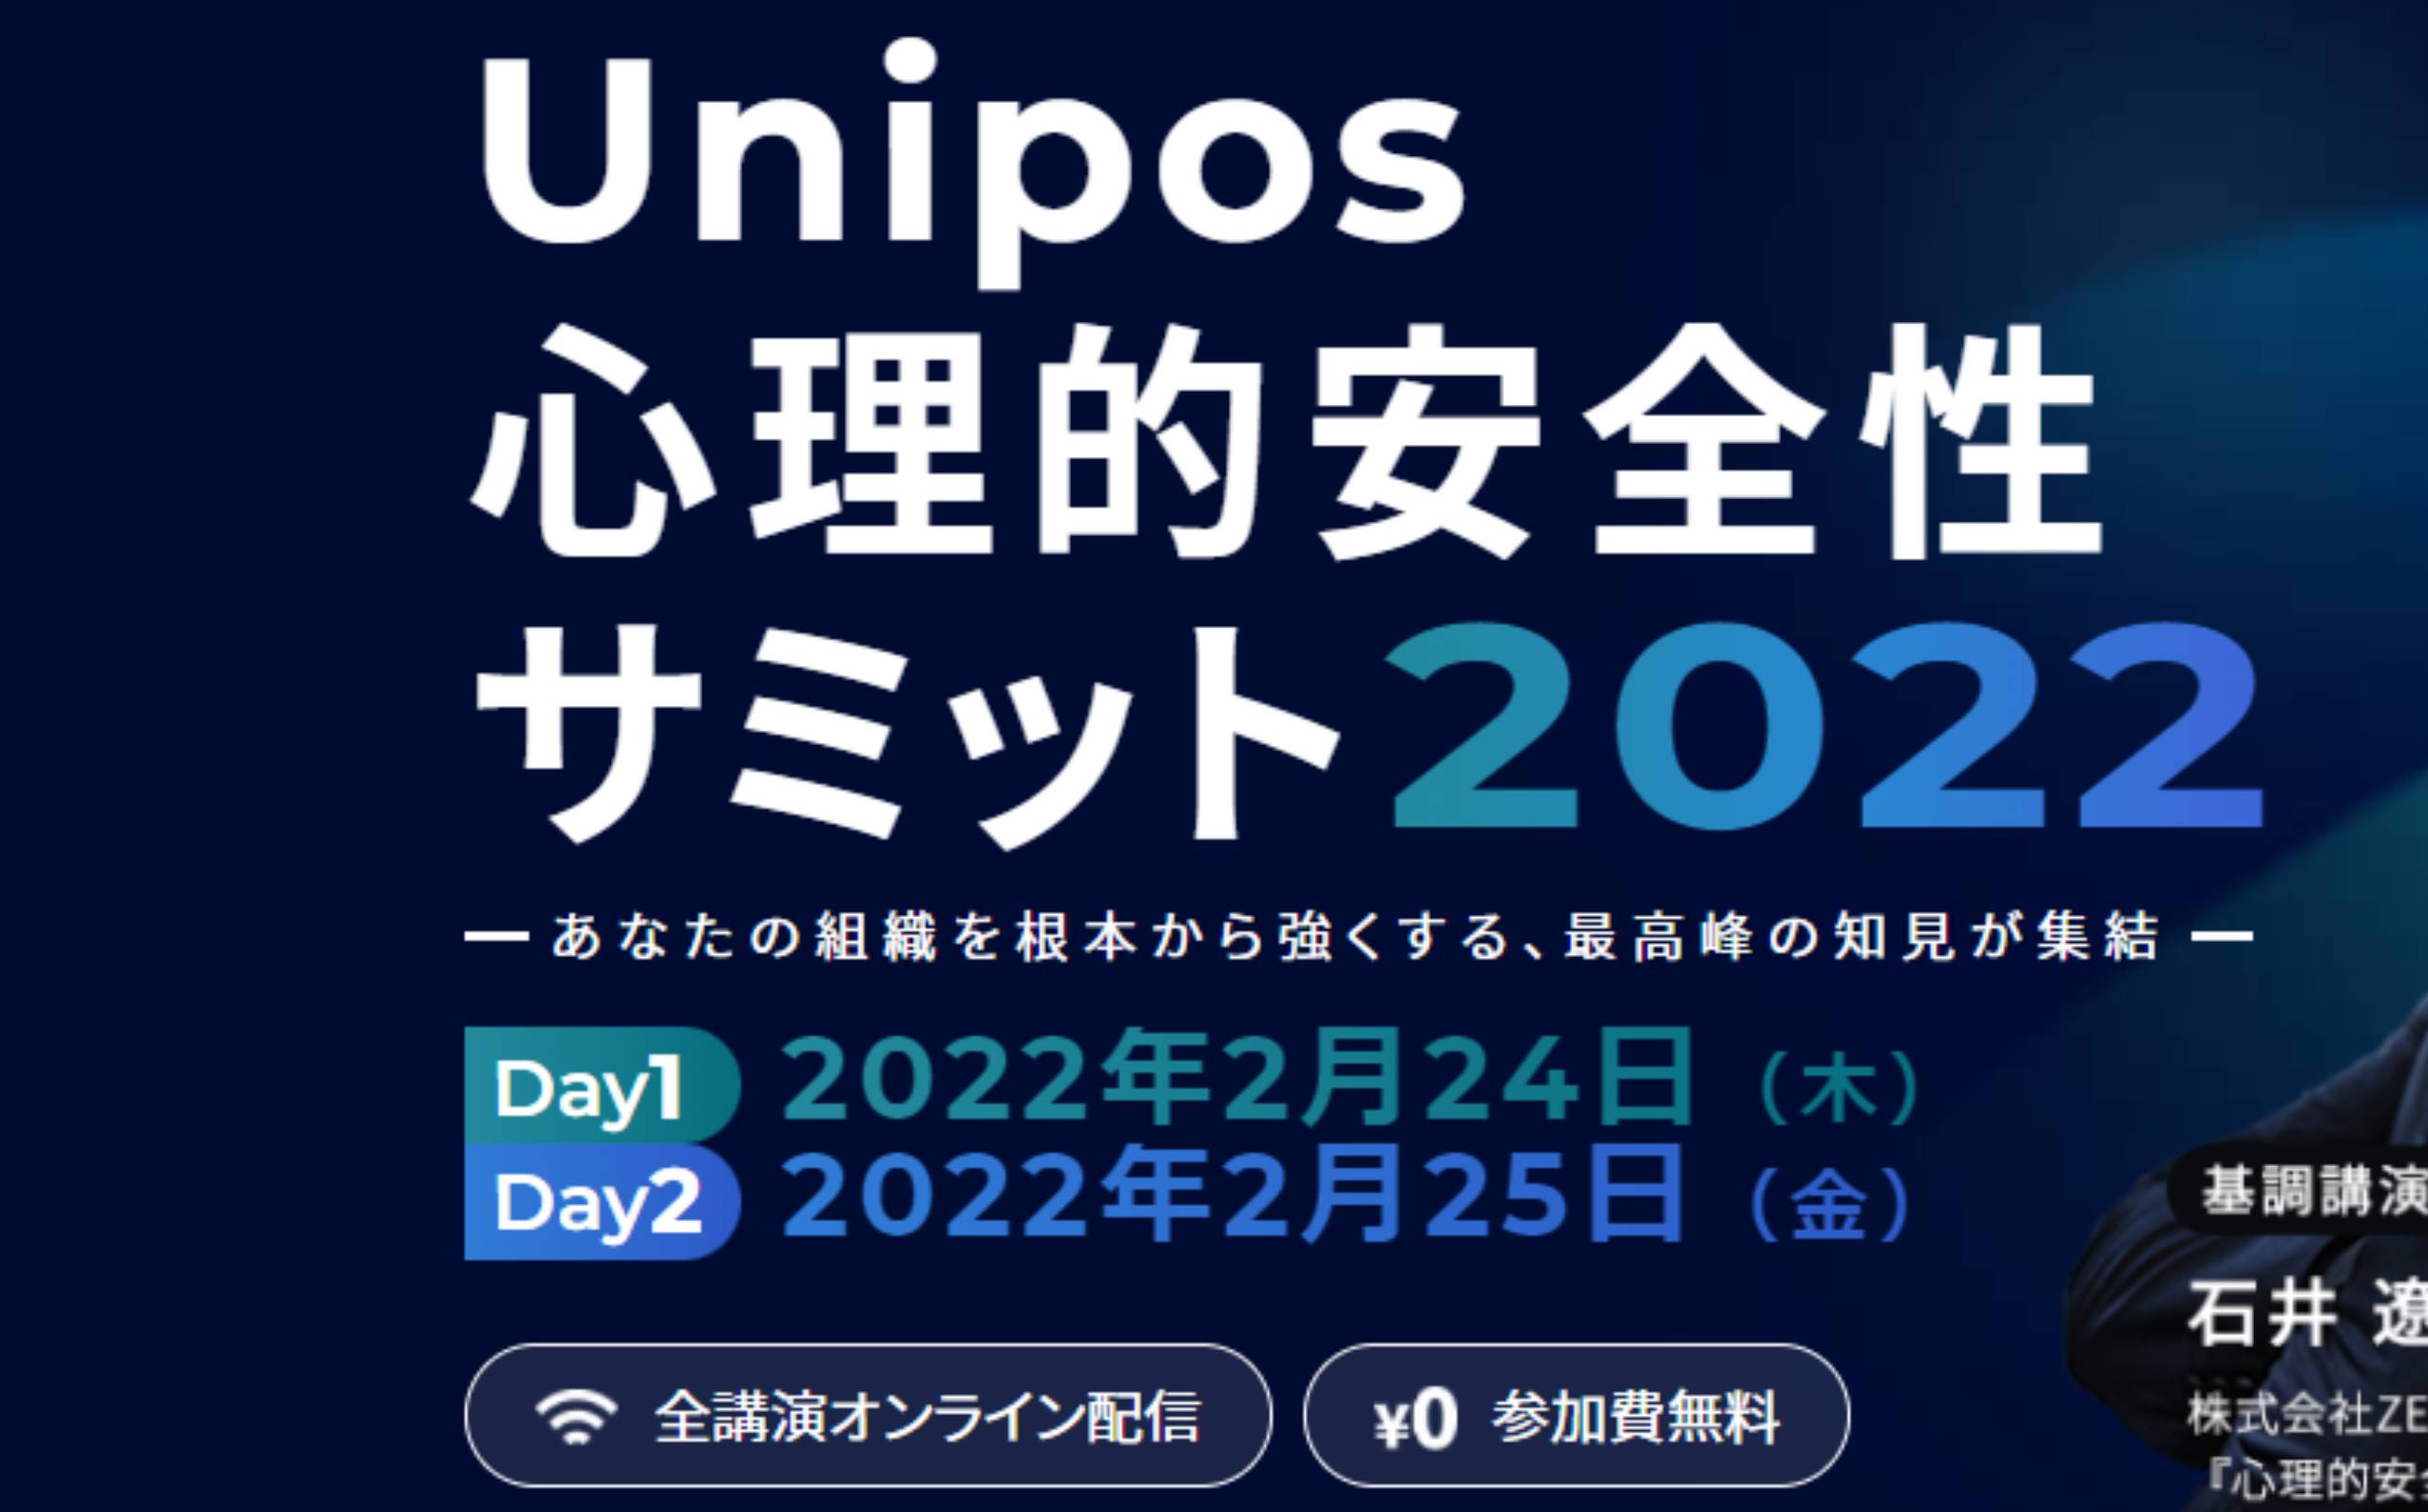 Unipos
心理的安全性
サミット2022
— あなたの組織を根本から強くする、最高峰の知見が集結 —
Day1 2022年2月24日（木）
Day2 2022年2月25日（金）
全講演オンライン配信
¥0 参加費無料
基調講演
石井 遼
株式会社ZE
『心理的安全